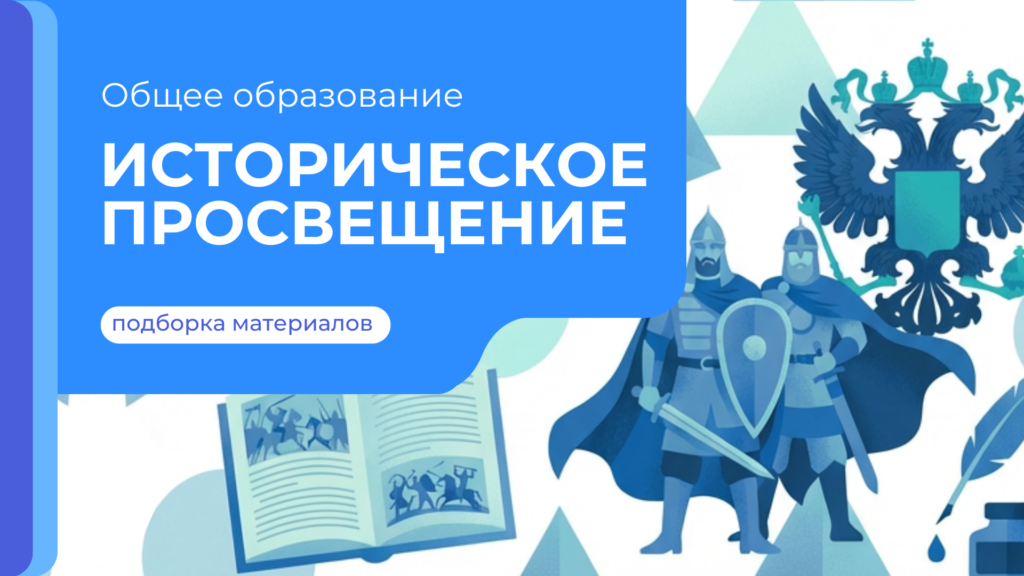 Общее образование
ИСТОРИЧЕСКОЕ
ПРОСВЕЩЕНИЕ
подборка материалов